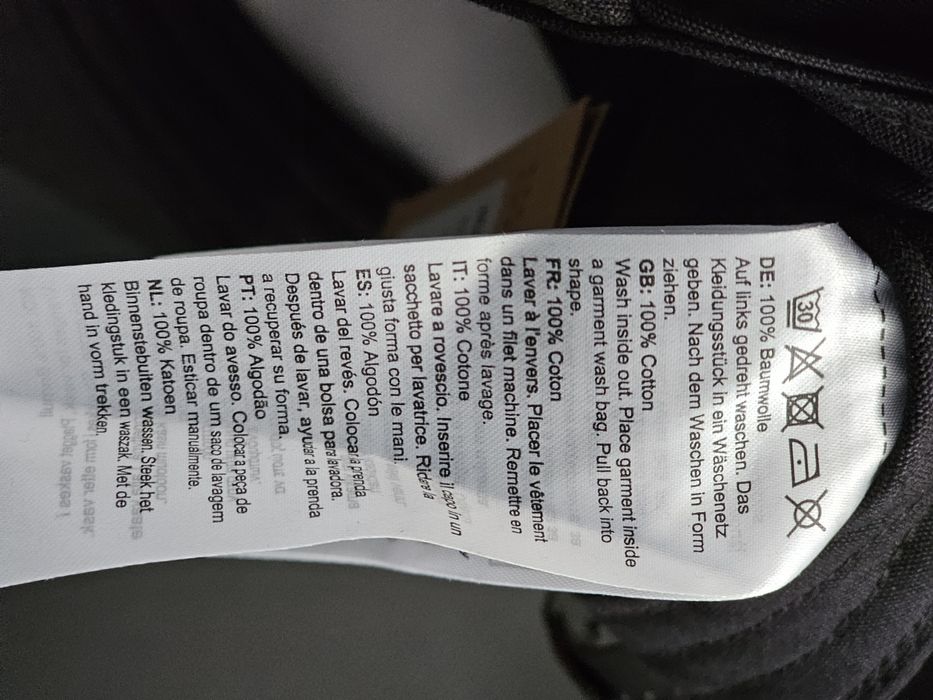 30
DE: 100% Baumwolle
Auf links gedreht waschen. Das
Kleidungsstück in ein Wäschenetz
geben. Nach dem Waschen in Form
ziehen.
GB: 100% Cotton
Wash inside out. Place garment inside
a garment wash bag. Pull back into
shape.
FR: 100% Coton
Laver à l'envers. Placer le vêtement
dans un filet machine. Remettre en
forme après lavage.
IT: 100% Cotone
Lavare a rovescio. Inserire il capo in un
sacchetto per lavatrice. Ridare la
giusta forma con le mani.
ES: 100% Algodón
Lavar del revés. Colocar la prenda
dentro de una bolsa para lavadora.
Después de lavar, ayudar a la prenda
a recuperar su forma.
PT: 100% Algodão
Lavar do avesso. Colocar a peça de
roupa dentro de um saco de lavagem
de roupa. Esticar manualmente.
NL: 100% Katoen
Binnenstebuiten wassen. Steek het
kledingstuk in een waszak. Met de
hand in vorm trekken.